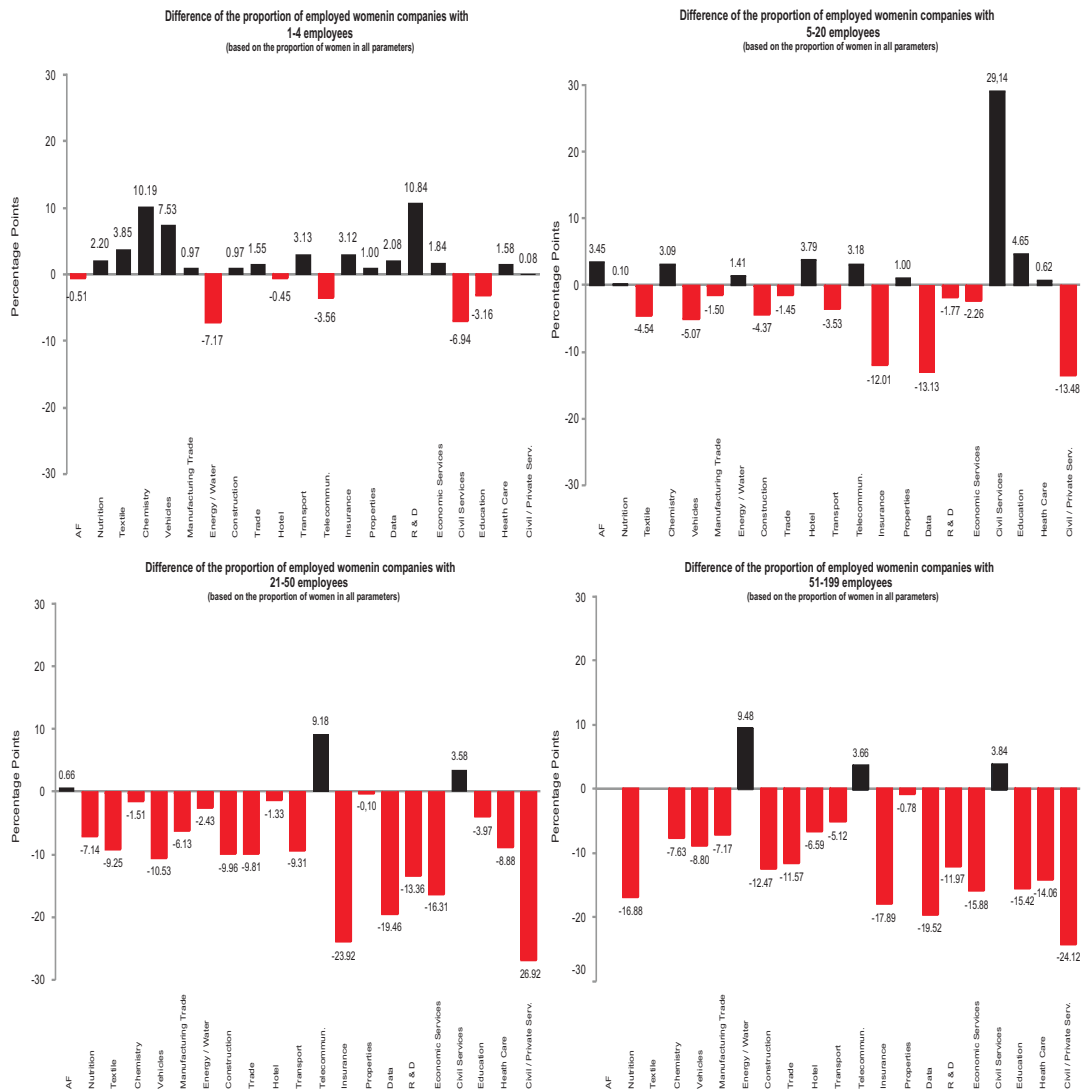 Difference of the proportion of employed womenin companies with
1-4 employees
(based on the proportion of women in all parameters)
Percentage Points
30
20
10
0
-10
-20
-30
-0.51
2.20
3.85
10.19
7.53
0.97
-7.17
0.97
1.55
-0.45
3.13
-3.56
3.12
1.00
2.08
10.84
1.84
-6.94
-3.16
1.58
0.08
AF
Nutrition
Textile
Chemistry
Vehicles
Manufacturing Trade
Energy / Water
Construction
Trade
Hotel
Transport
Telecommun.
Insurance
Properties
Data
R & D
Economic Services
Civil Services
Education
Heath Care
Civil / Private Serv.
Difference of the proportion of employed womenin companies with
5-20 employees
(based on the proportion of women in all parameters)
Percentage Points
30
20
10
0
-10
-20
-30
3.45
0.10
-4.54
3.09
-5.07
-1.50
1.41
-4.37
-1.45
3.79
-3.53
3.18
-12.01
1.00
-13.13
-1.77
-2.26
29,14
4.65
0.62
-13.48
AF
Nutrition
Textile
Chemistry
Vehicles
Manufacturing Trade
Energy / Water
Construction
Trade
Hotel
Transport
Telecommun.
Insurance
Properties
Data
R & D
Economic Services
Civil Services
Education
Heath Care
Civil / Private Serv.
Difference of the proportion of employed womenin companies with
21-50 employees
(based on the proportion of women in all parameters)
Percentage Points
30
20
10
0
-10
-20
-30
0.66
-7.14
-9.25
-1.51
-10.53
-6.13
-2.43
-9.96
-9.81
-1.33
-9.31
9.18
-23.92
-0,10
-19.46
-13.36
-16.31
3.58
-3.97
-8.88
26.92
AF
Nutrition
Textile
Chemistry
Vehicles
Manufacturing Trade
Energy / Water
Construction
Trade
Hotel
Transport
Telecommun.
Insurance
Properties
Data
R & D
Economic Services
Civil Services
Education
Heath Care
Civil / Private Serv.
Difference of the proportion of employed womenin companies with
51-199 employees
(based on the proportion of women in all parameters)
Percentage Points
30
20
10
0
-10
-20
-30
-16.88
-7.63
-8.80
-7.17
9.48
-12.47
-11.57
-6.59
-5.12
3.66
-17.89
-0.78
-19.52
-11.97
-15.88
3.84
-15.42
-14.06
-24.12
AF
Nutrition
Textile
Chemistry
Vehicles
Manufacturing Trade
Energy / Water
Construction
Trade
Hotel
Transport
Telecommun.
Insurance
Properties
Data
R & D
Economic Services
Civil Services
Education
Heath Care
Civil / Private Serv.